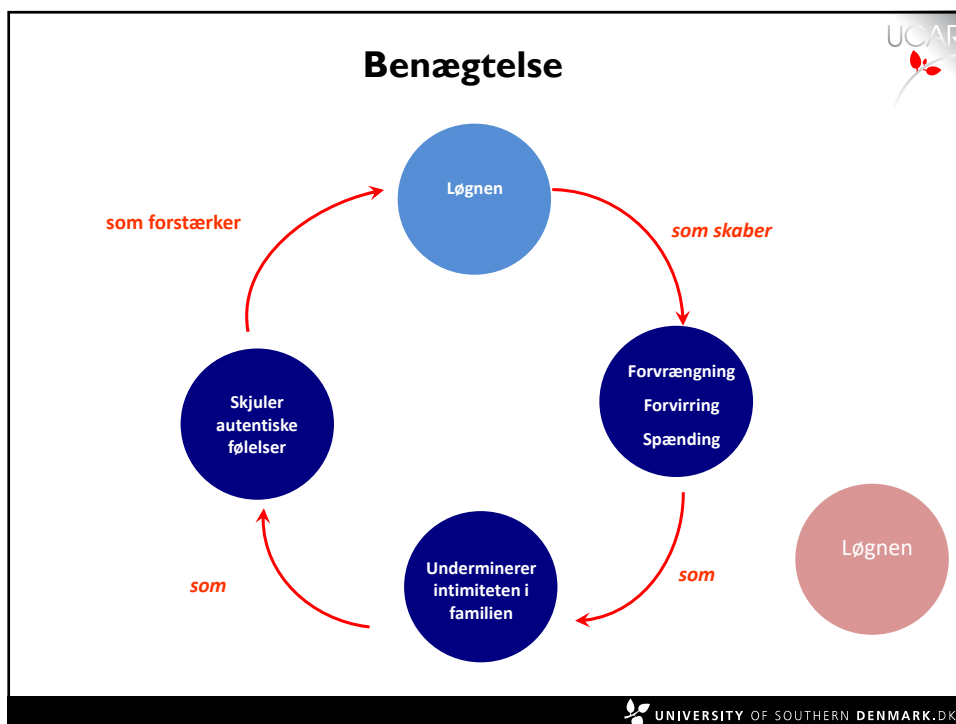 Benægtelse
UCAR
Løgnen
som forstærker
som skaber
Forvrængning
Forvirring
Spænding
Skjuler
autentiske
følelser
Løgnen
Underminerer
intimiteten i
familien
som
som
UNIVERSITY OF SOUTHERN DENMARK.DK